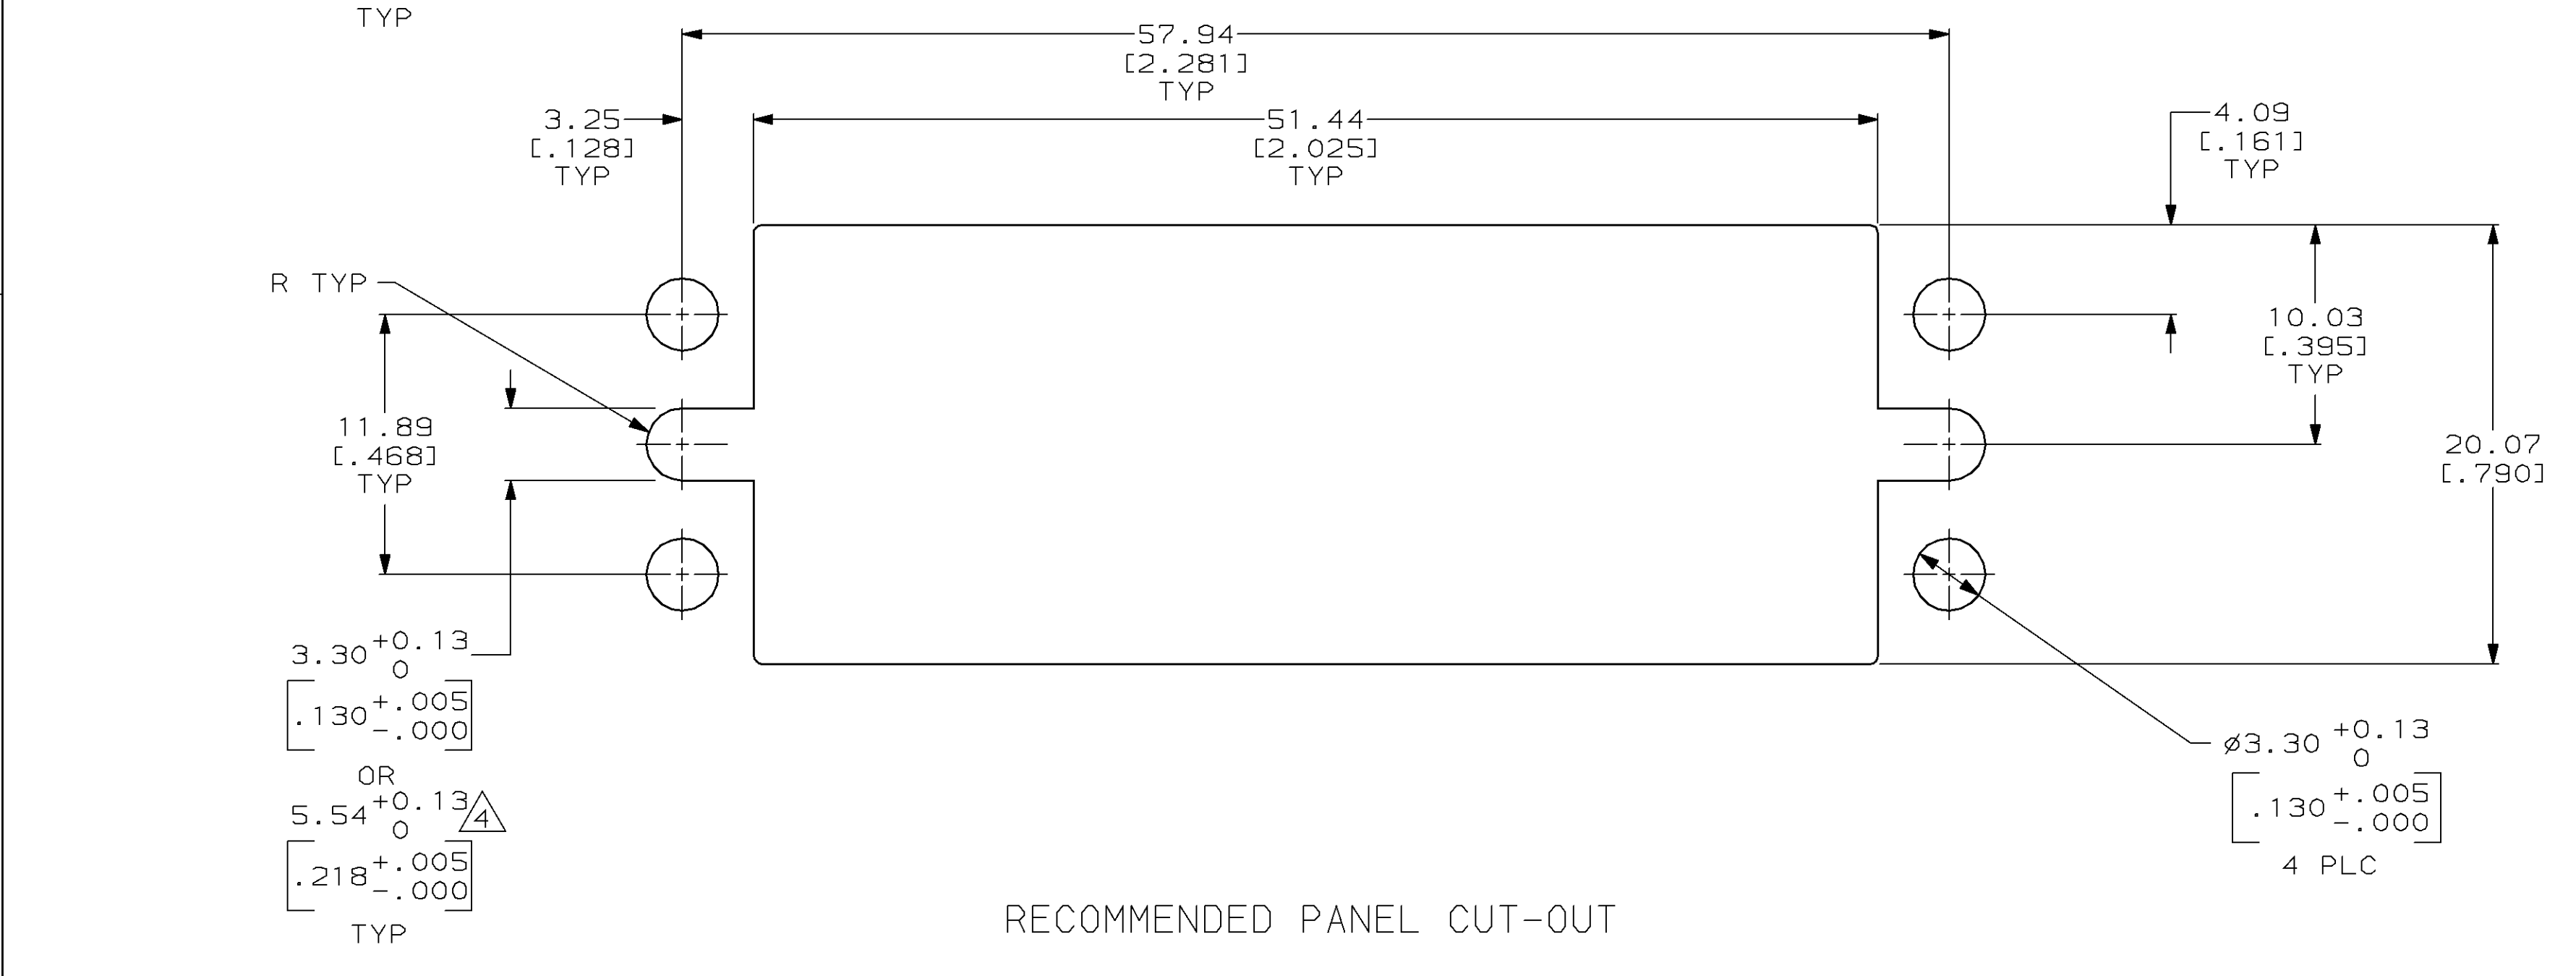 TYP
57.94
[2.281]
TYP
3.25
[.128]
TYP
51.44
[2.025]
TYP
4.09
[.161]
TYP
R TYP
10.03
[.395]
TYP
11.89
[.468]
TYP
20.07
[.790]
3.30 +0.13
0
[.130 +.005
-.000]
OR
5.54 +0.13
0
4
[.218 +.005
-.000]
TYP
ø3.30 +0.13
0
[.130 +.005
-.000]
4 PLC
RECOMMENDED PANEL CUT-OUT